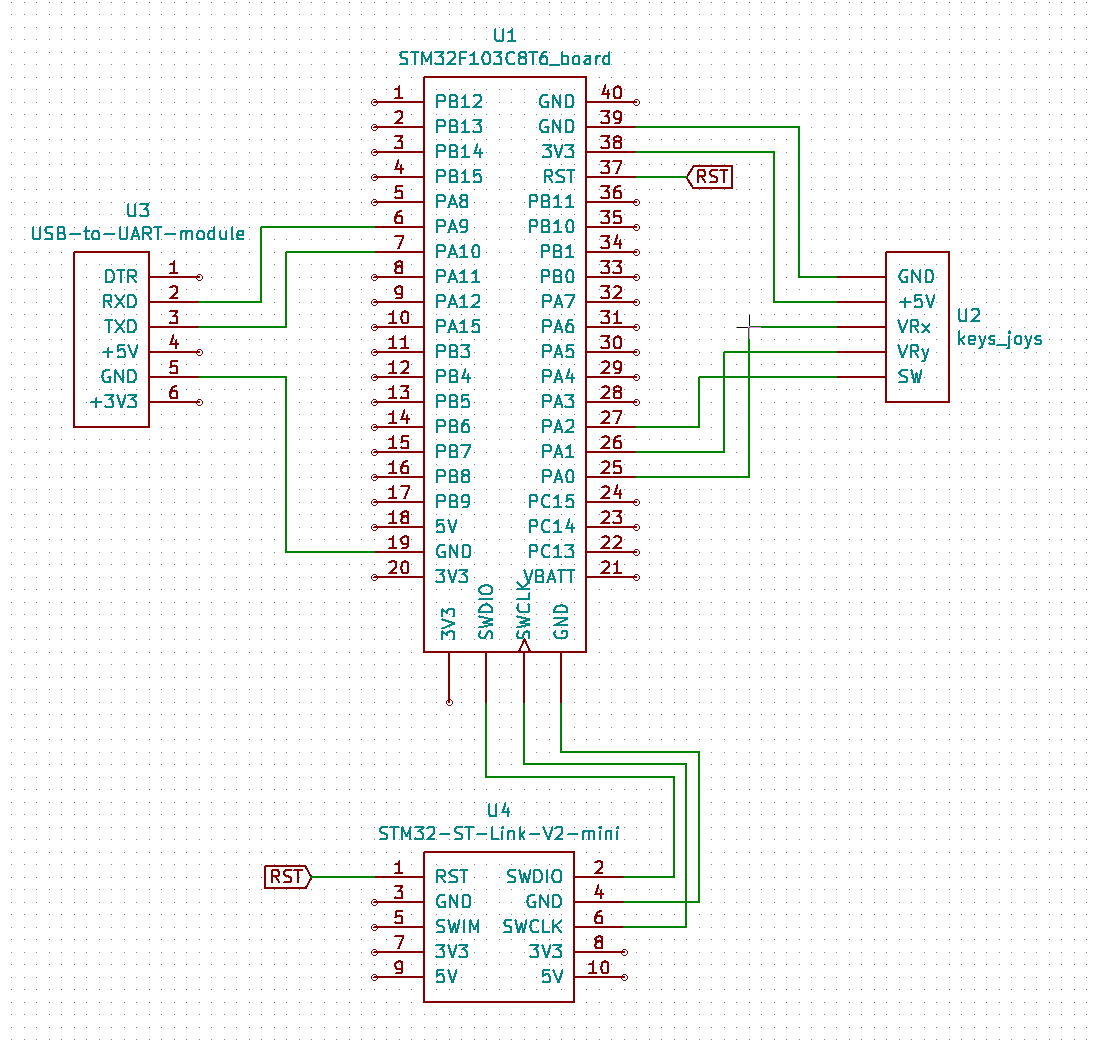 U1
STM32F103C8T6_board
1 PB12 GND 40
2 PB13 GND 39
3 PB14 3V3 38
4 PB15 RST 37 RST
5 PA8 PB11 36
6 PA9 PB10 35
7 PA10 PB1 34
8 PA11 PB0 33
9 PA12 PA7 32
10 PA15 PA6 31
11 PB3 PA5 30
12 PB4 PA4 29
13 PB5 PA3 28
14 PB6 PA2 27
15 PB7 PA1 26
16 PB8 PA0 25
17 PB9 PC15 24
18 5V PC14 23
19 GND PC13 22
20 3V3 VBATT 21
3V3 SWDIO SWCLK GND
U3
USB-to-UART-module
DTR 1
RXD 2
TXD 3
+5V 4
GND 5
+3V3 6
GND
+5V
VRx
VRy
SW
U2
keys_joys
U4
STM32-ST-Link-V2-mini
RST 1 RST SWDIO 2
3 GND GND 4
5 SWIM SWCLK 6
7 3V3 3V3 8
9 5V 5V 10